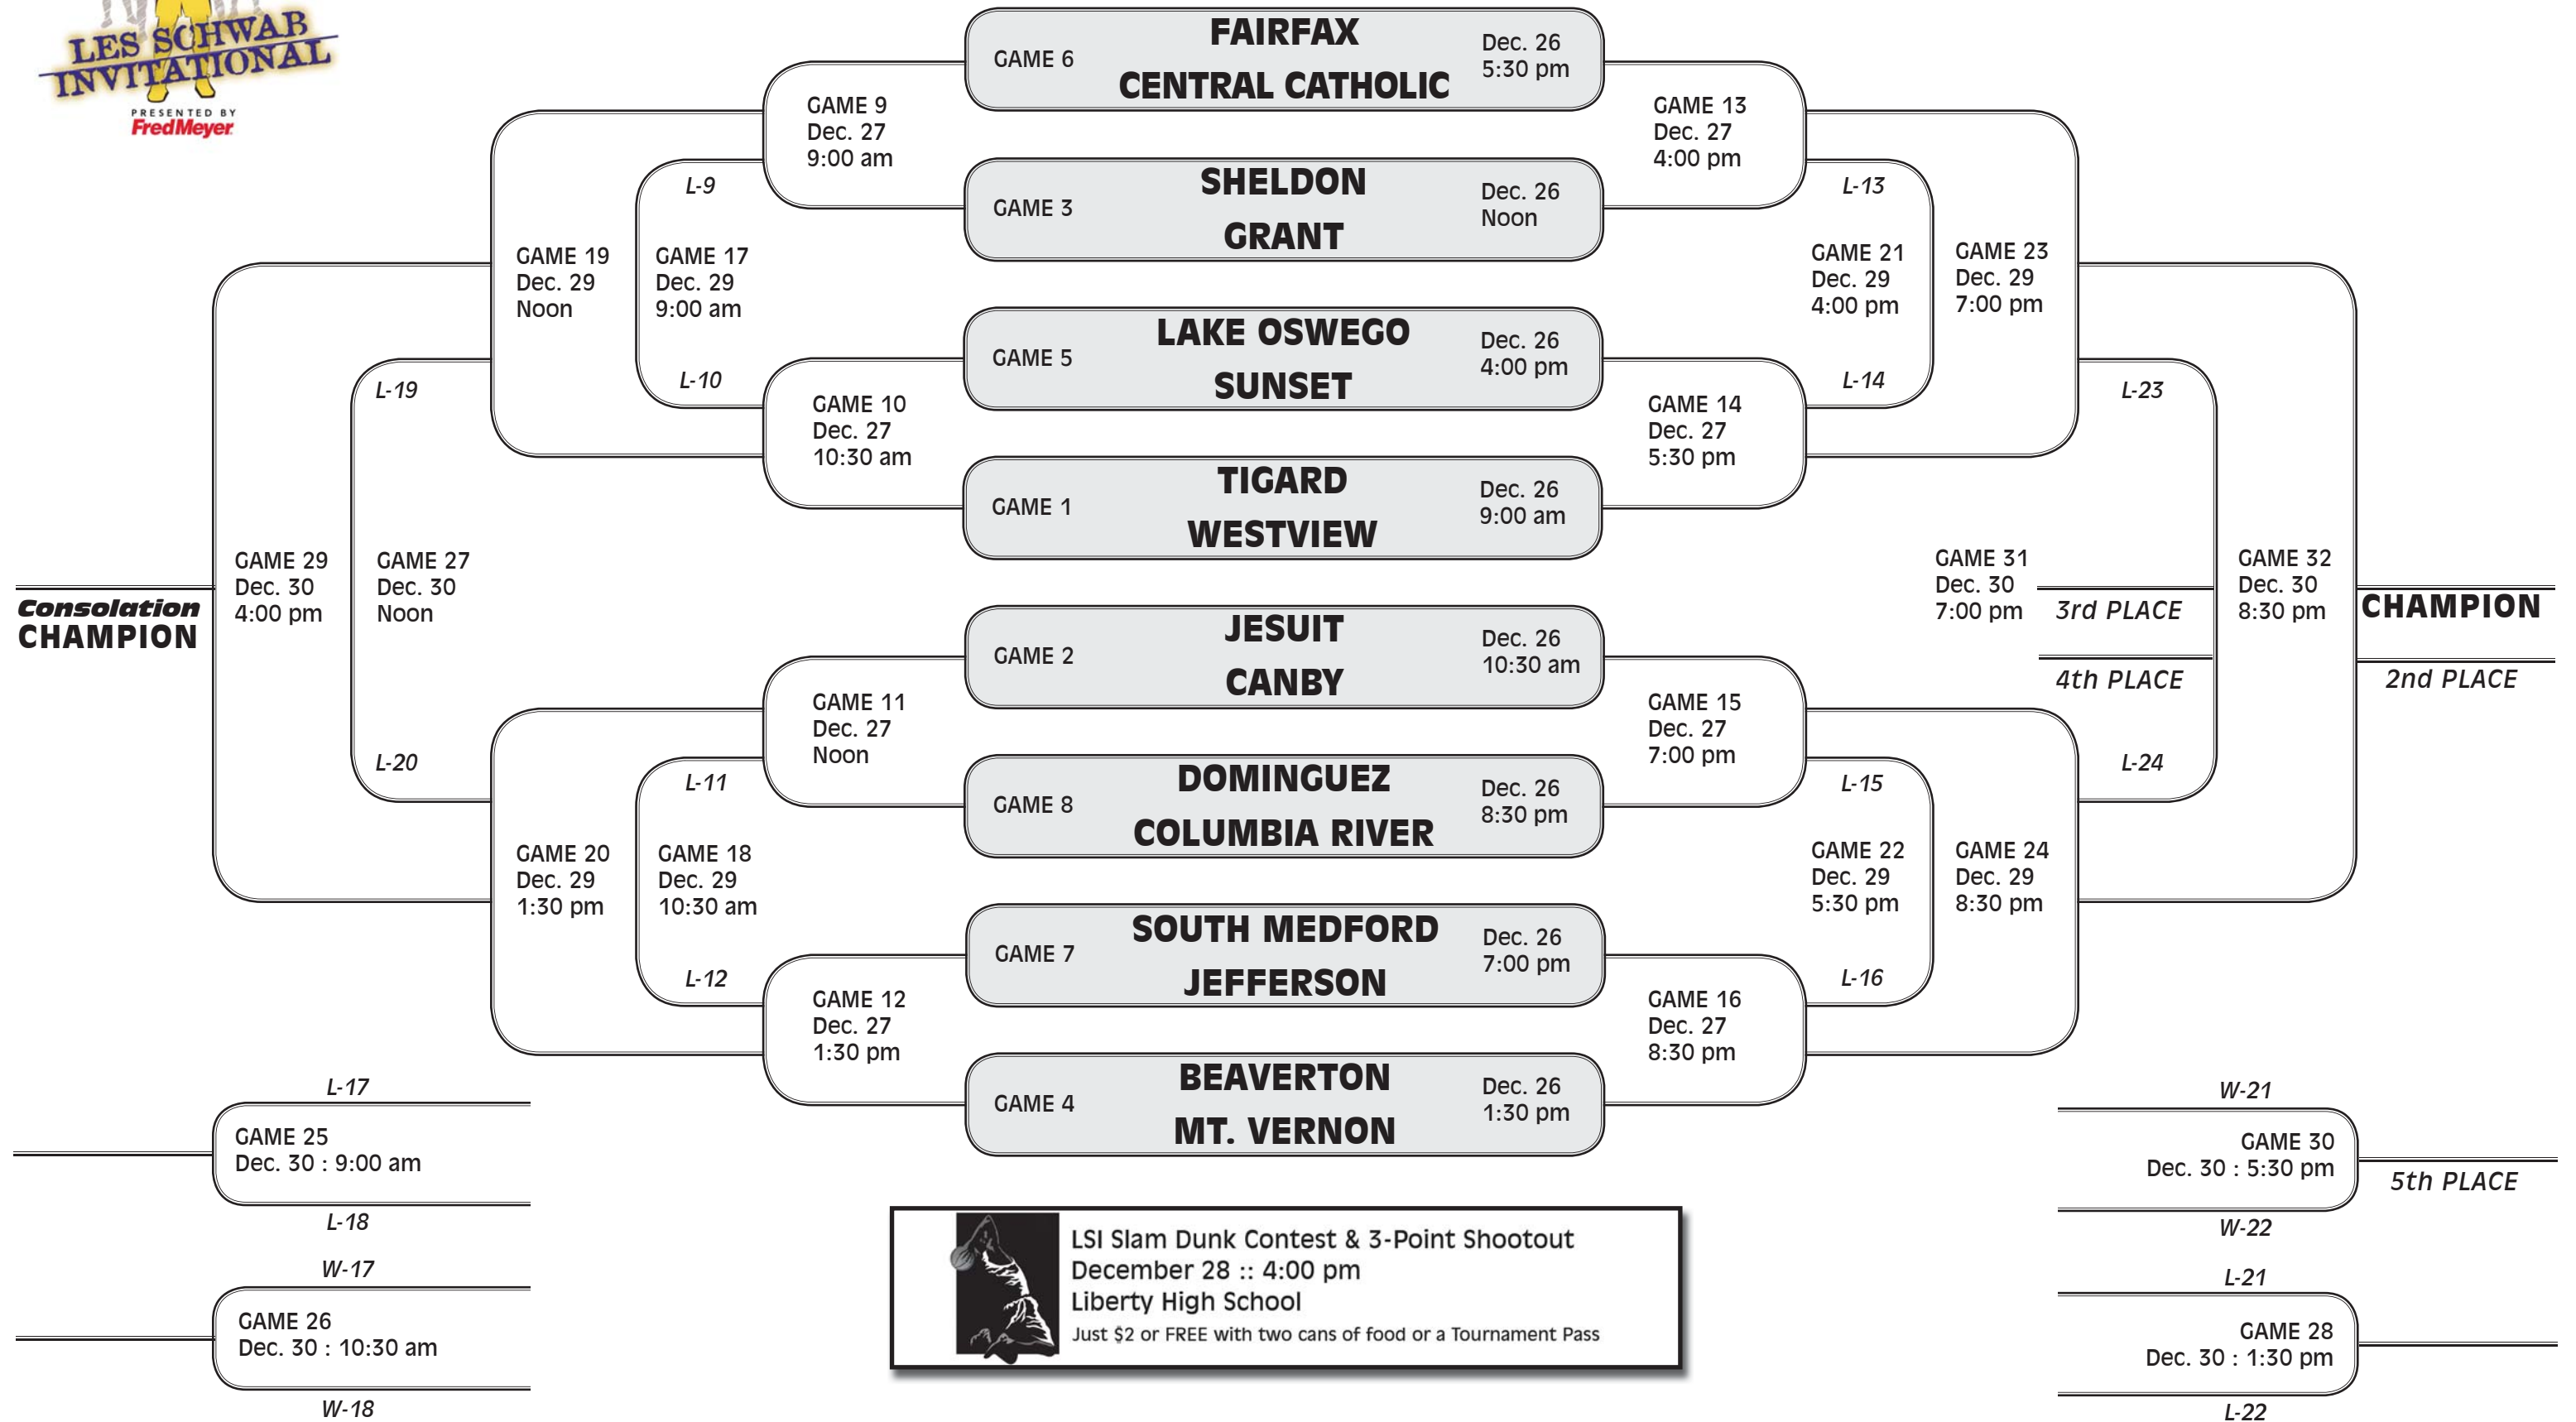 LES SCHWAB
INVITATIONAL
PRESENTED BY
FredMeyer
GAME 6
FAIRFAX
CENTRAL CATHOLIC
Dec. 26
5:30 pm
GAME 3
SHELDON
GRANT
Dec. 26
Noon
GAME 5
LAKE OSWEGO
SUNSET
Dec. 26
4:00 pm
GAME 1
TIGARD
WESTVIEW
Dec. 26
9:00 am
GAME 2
JESUIT
CANBY
Dec. 26
10:30 am
GAME 8
DOMINGUEZ
COLUMBIA RIVER
Dec. 26
8:30 pm
GAME 7
SOUTH MEDFORD
JEFFERSON
Dec. 26
7:00 pm
GAME 4
BEAVERTON
MT. VERNON
Dec. 26
1:30 pm
GAME 9
Dec. 27
9:00 am
GAME 10
Dec. 27
10:30 am
GAME 11
Dec. 27
Noon
GAME 12
Dec. 27
1:30 pm
L-9
GAME 17
Dec. 29
9:00 am
L-10
GAME 19
Dec. 29
Noon
L-11
GAME 18
Dec. 29
10:30 am
L-12
GAME 20
Dec. 29
1:30 pm
L-19
GAME 27
Dec. 30
Noon
L-20
GAME 29
Dec. 30
4:00 pm
Consolation
CHAMPION
L-17
GAME 25
Dec. 30 : 9:00 am
L-18
W-17
GAME 26
Dec. 30 : 10:30 am
W-18
GAME 13
Dec. 27
4:00 pm
GAME 14
Dec. 27
5:30 pm
GAME 15
Dec. 27
7:00 pm
GAME 16
Dec. 27
8:30 pm
L-13
GAME 21
Dec. 29
4:00 pm
L-14
GAME 23
Dec. 29
7:00 pm
L-15
GAME 22
Dec. 29
5:30 pm
L-16
GAME 24
Dec. 29
8:30 pm
L-23
GAME 31
Dec. 30
7:00 pm
3rd PLACE
4th PLACE
L-24
GAME 32
Dec. 30
8:30 pm
CHAMPION
2nd PLACE
W-21
GAME 30
Dec. 30 : 5:30 pm
5th PLACE
W-22
L-21
GAME 28
Dec. 30 : 1:30 pm
L-22
LSI Slam Dunk Contest & 3-Point Shootout
December 28 :: 4:00 pm
Liberty High School
Just $2 or FREE with two cans of food or a Tournament Pass